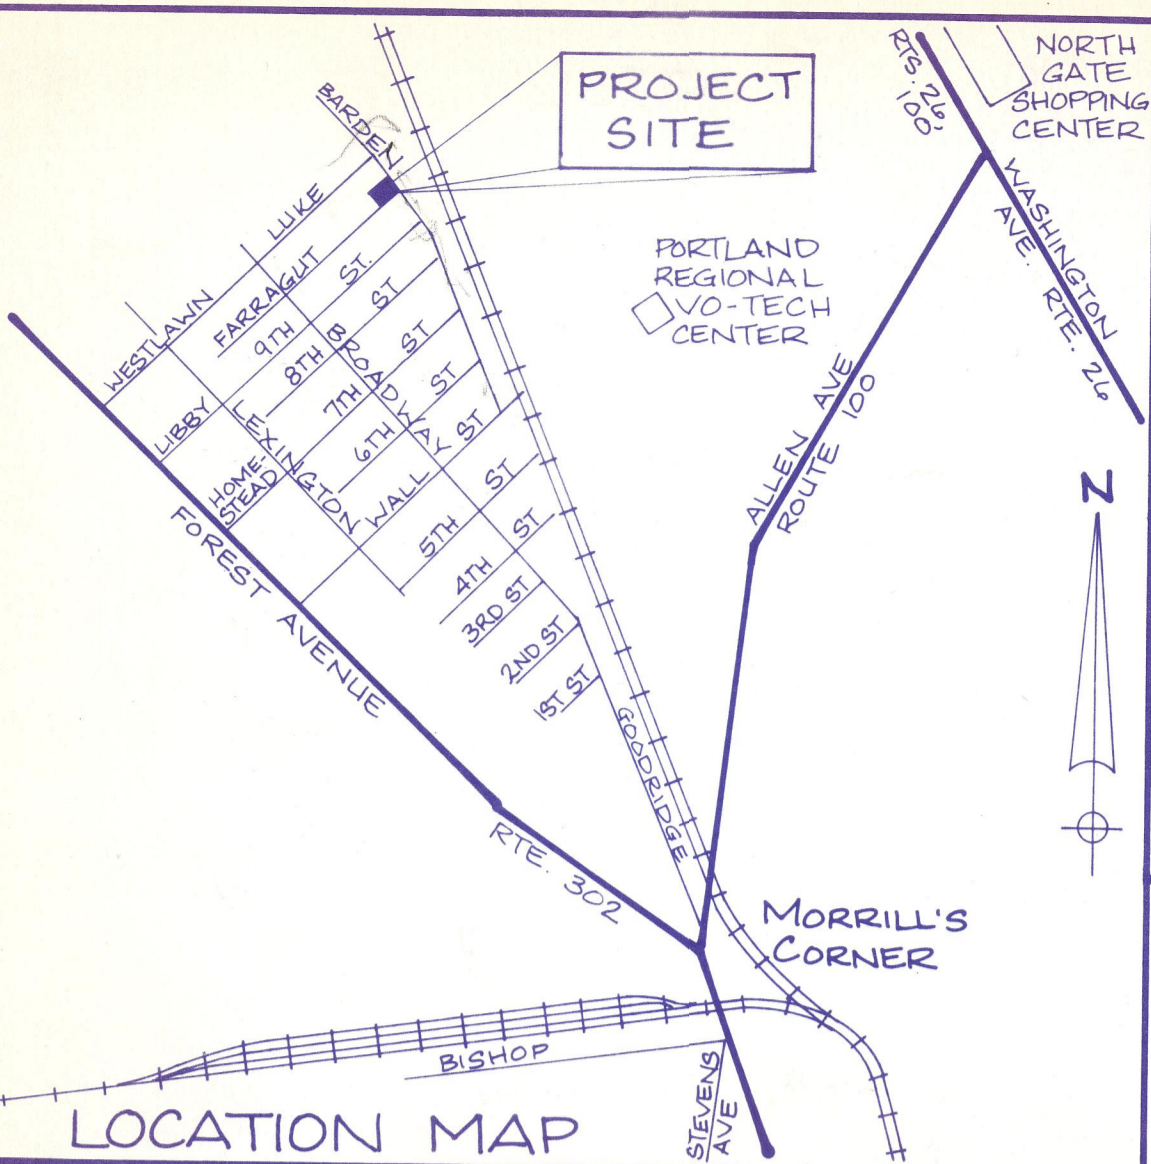 PROJECT
SITE
RTS. 26,
100,
NORTH
GATE
SHOPPING
CENTER
WASHINGTON
AVE. RTE. 26
BARDEN
LUKE
WESTLAWN
FARRAGUT
9TH ST.
LIBBY
8TH ST
BROADWAY
7TH ST
LEXINGTON
HOME-
STEAD
6TH ST
WALL ST
5TH ST
4TH ST
3RD ST
2ND ST
1ST ST
PORTLAND
REGIONAL
VO-TECH
CENTER
ALLEN AVE
ROUTE 100
N
FOREST AVENUE
RTE. 302
GOODRIDGE
MORRILL'S
CORNER
BISHOP
STEVENS
AVE
LOCATION MAP